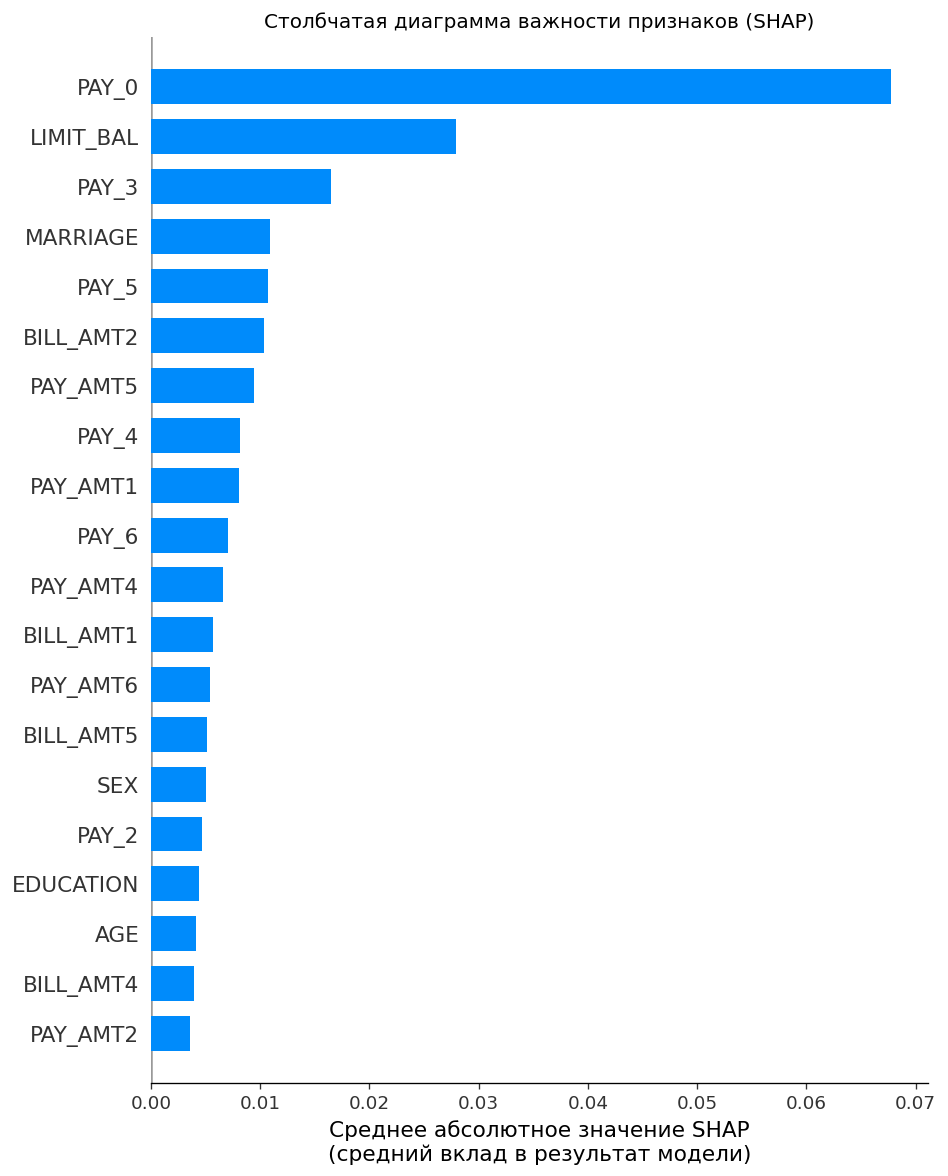 Столбчатая диаграмма важности признаков (SHAP)
PAY_0
LIMIT_BAL
PAY_3
MARRIAGE
PAY_5
BILL_AMT2
PAY_AMT5
PAY_4
PAY_AMT1
PAY_6
PAY_AMT4
BILL_AMT1
PAY_AMT6
BILL_AMT5
SEX
PAY_2
EDUCATION
AGE
BILL_AMT4
PAY_AMT2
0.00 0.01 0.02 0.03 0.04 0.05 0.06 0.07
Среднее абсолютное значение SHAP
(средний вклад в результат модели)